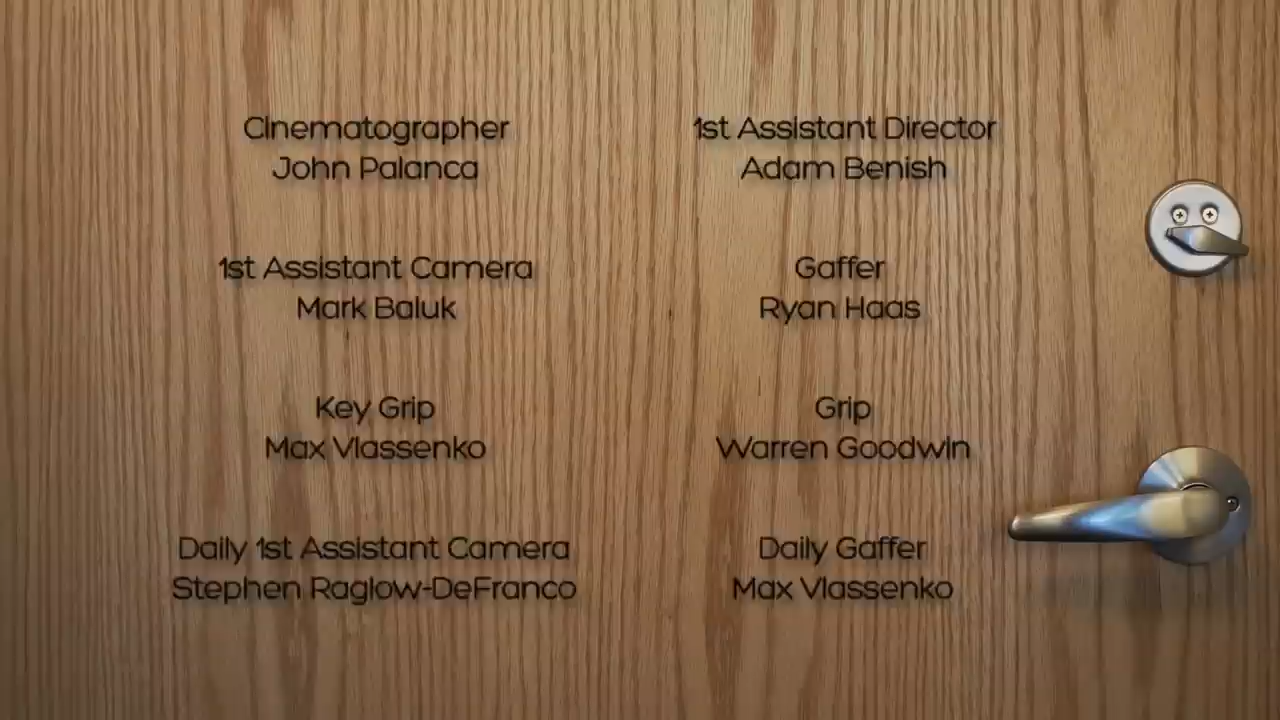 Cinematographer
John Palanca
1st Assistant Camera
Mark Baluk
Key Grip
Max Vlassenko
Daily 1st Assistant Camera
Stephen Raglow-DeFranco
1st Assistant Director
Adam Benish
Gaffer
Ryan Haas
Grip
Warren Goodwin
Daily Gaffer
Max Vlassenko